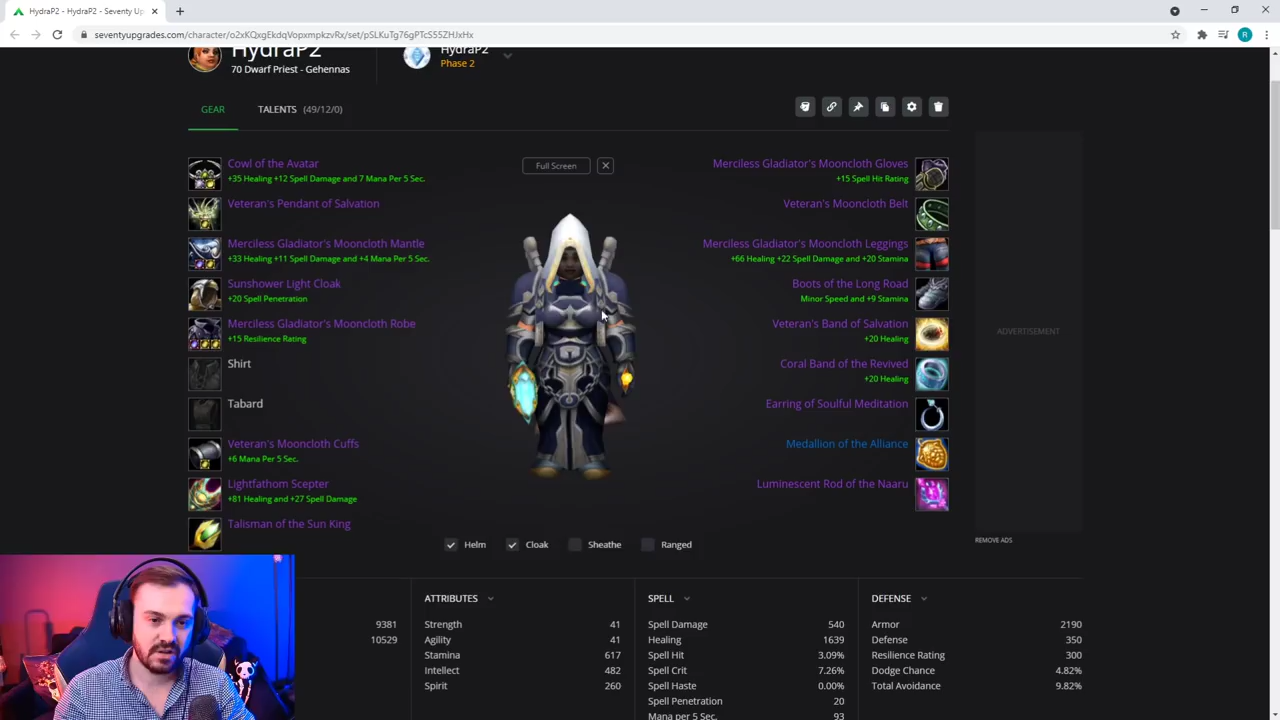 HydraP2 - HydraP2 - Seventy Up
seventyupgrades.com/character/o2xKQxgEkdqVopxmpkzvRx/set/pSLKuTg76gPTcS55ZHJxHx
R
HydraP2
70 Dwarf Priest - Gehennas
HydraP2
Phase 2
GEAR
TALENTS (49/12/0)
Full Screen
Cowl of the Avatar
+35 Healing +12 Spell Damage and 7 Mana Per 5 Sec.
Veteran's Pendant of Salvation
Merciless Gladiator's Mooncloth Mantle
+33 Healing +11 Spell Damage and +4 Mana Per 5 Sec.
Sunshower Light Cloak
+20 Spell Penetration
Merciless Gladiator's Mooncloth Robe
+15 Resilience Rating
Shirt
Tabard
Veteran's Mooncloth Cuffs
+6 Mana Per 5 Sec.
Lightfathom Scepter
+81 Healing and +27 Spell Damage
Talisman of the Sun King
Merciless Gladiator's Mooncloth Gloves
+15 Spell Hit Rating
Veteran's Mooncloth Belt
Merciless Gladiator's Mooncloth Leggings
+66 Healing +22 Spell Damage and +20 Stamina
Boots of the Long Road
Minor Speed and +9 Stamina
Veteran's Band of Salvation
+20 Healing
Coral Band of the Revived
+20 Healing
Earring of Soulful Meditation
Medallion of the Alliance
Luminescent Rod of the Naaru
Helm
Cloak
Sheathe
Ranged
ADVERTISEMENT
REMOVE ADS
9381
10529
ATTRIBUTES
Strength 41
Agility 41
Stamina 617
Intellect 482
Spirit 260
SPELL
Spell Damage 540
Healing 1639
Spell Hit 3.09%
Spell Crit 7.26%
Spell Haste 0.00%
Spell Penetration 20
Mana per 5 Sec. 93
DEFENSE
Armor 2190
Defense 350
Resilience Rating 300
Dodge Chance 4.82%
Total Avoidance 9.82%